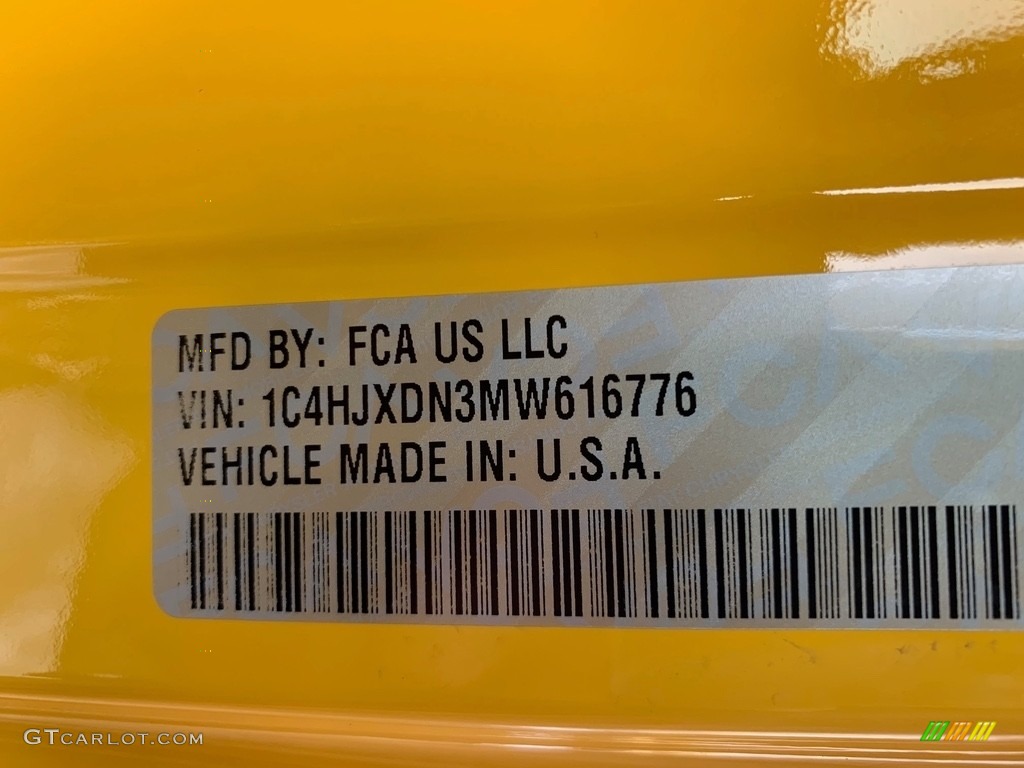 MFD BY: FCA US LLC
VIN: 1C4HJXDN3MW616776
VEHICLE MADE IN: U.S.A.
GTCARLOT.COM